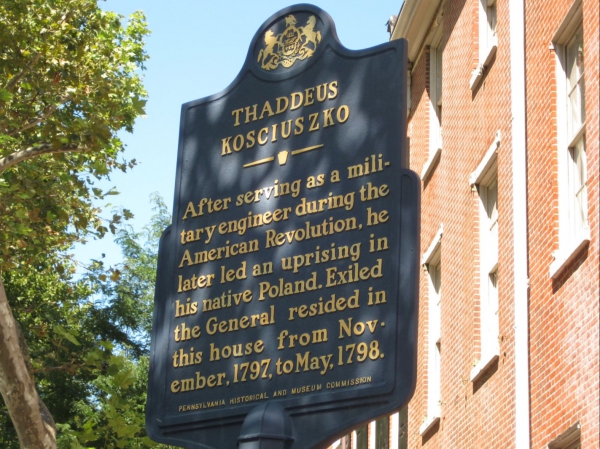 THADDEUS
KOSCIUSZKO
After serving as a mili-
tary engineer during the
American Revolution, he
later led an uprising in
his native Poland. Exiled
the General resided in
this house from Nov-
ember, 1797, to May, 1798.
PENNSYLVANIA HISTORICAL AND MUSEUM COMMISSION